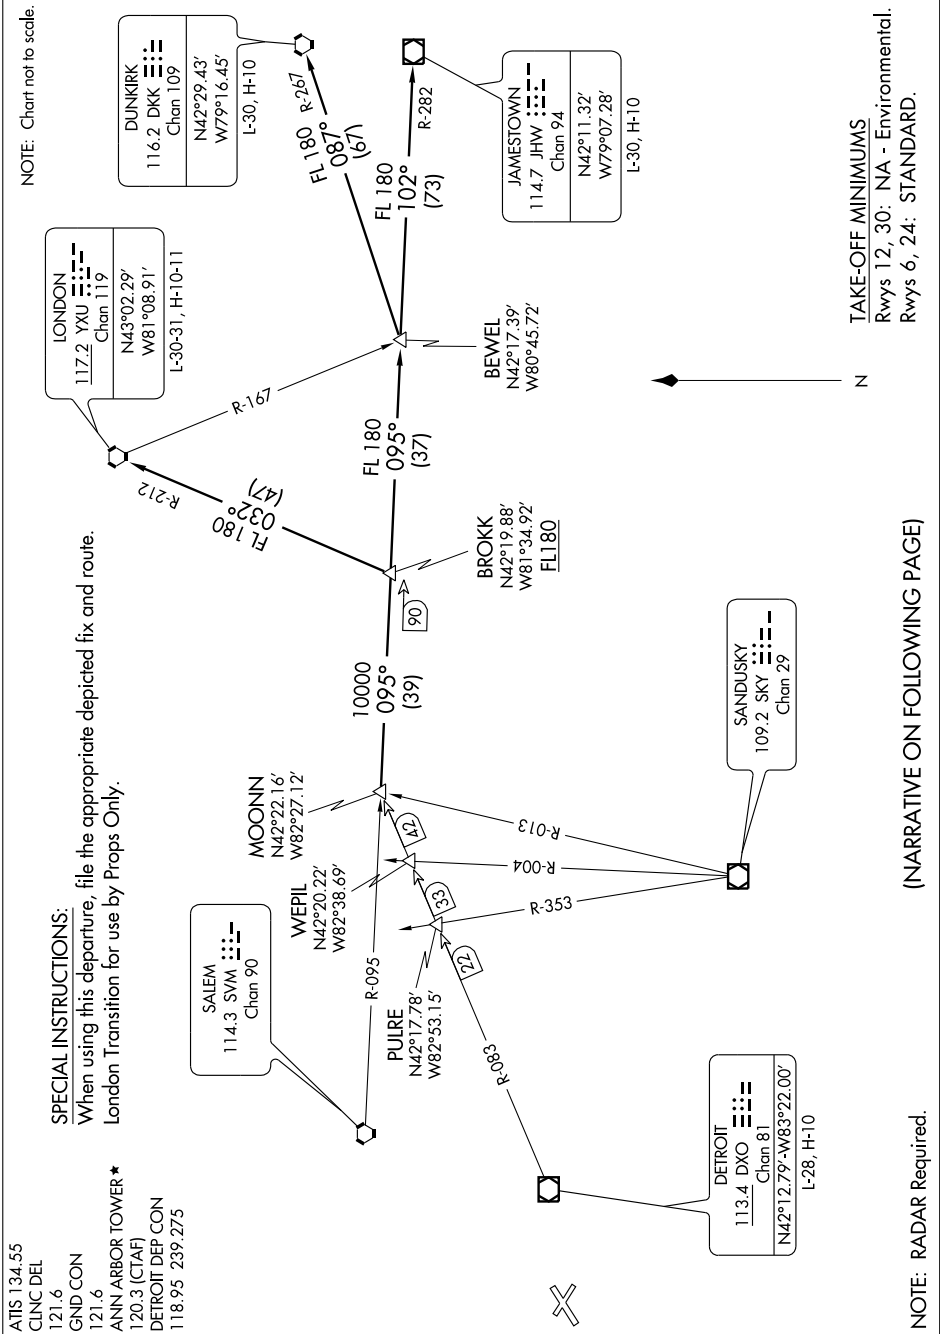 ATIS 134.55
CLNC DEL
121.6
GND CON
121.6
ANN ARBOR TOWER ★
120.3 (CTAF)
DETROIT DEP CON
118.95 239.275
SPECIAL INSTRUCTIONS:
When using this departure, file the appropriate depicted fix and route.
London Transition for use by Props Only.
NOTE: Chart not to scale.
SALEM
114.3 SVM
Chan 90
R-095
DETROIT
113.4 DXO
Chan 81
N42°12.79’-W83°22.00’
L-28, H-10
R-083
22
PULRE
N42°17.78’
W82°53.15’
33
WEPIL
N42°20.22’
W82°38.69’
42
MOONN
N42°22.16’
W82°27.12’
R-353
R-004
R-013
SANDUSKY
109.2 SKY
Chan 29
10000
095°
(39)
90
BROKK
N42°19.88’
W81°34.92’
FL180
FL 180
032°
(47)
R-212
LONDON
117.2 YXU
Chan 119
N43°02.29’
W81°08.91’
L-30-31, H-10-11
R-167
FL 180
095°
(37)
BEWEL
N42°17.39’
W80°45.72’
FL 180
087°
(67)
R-267
DUNKIRK
116.2 DKK
Chan 109
N42°29.43’
W79°16.45’
L-30, H-10
FL 180
102°
(73)
R-282
JAMESTOWN
114.7 JHW
Chan 94
N42°11.32’
W79°07.28’
L-30, H-10
N
TAKE-OFF MINIMUMS
Rwys 12, 30: NA - Environmental.
Rwys 6, 24: STANDARD.
NOTE: RADAR Required.
(NARRATIVE ON FOLLOWING PAGE)